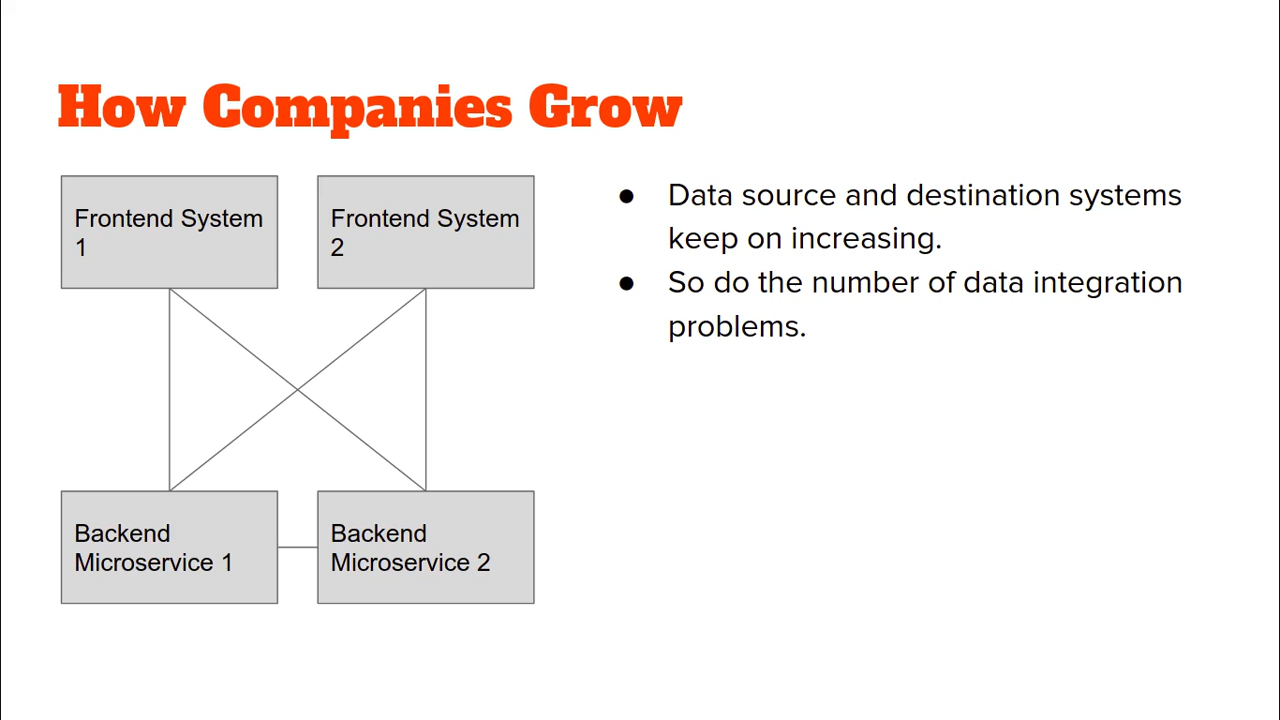 How Companies Grow
Frontend System
1
Frontend System
2
● Data source and destination systems
keep on increasing.
● So do the number of data integration
problems.
Backend
Microservice 1
Backend
Microservice 2